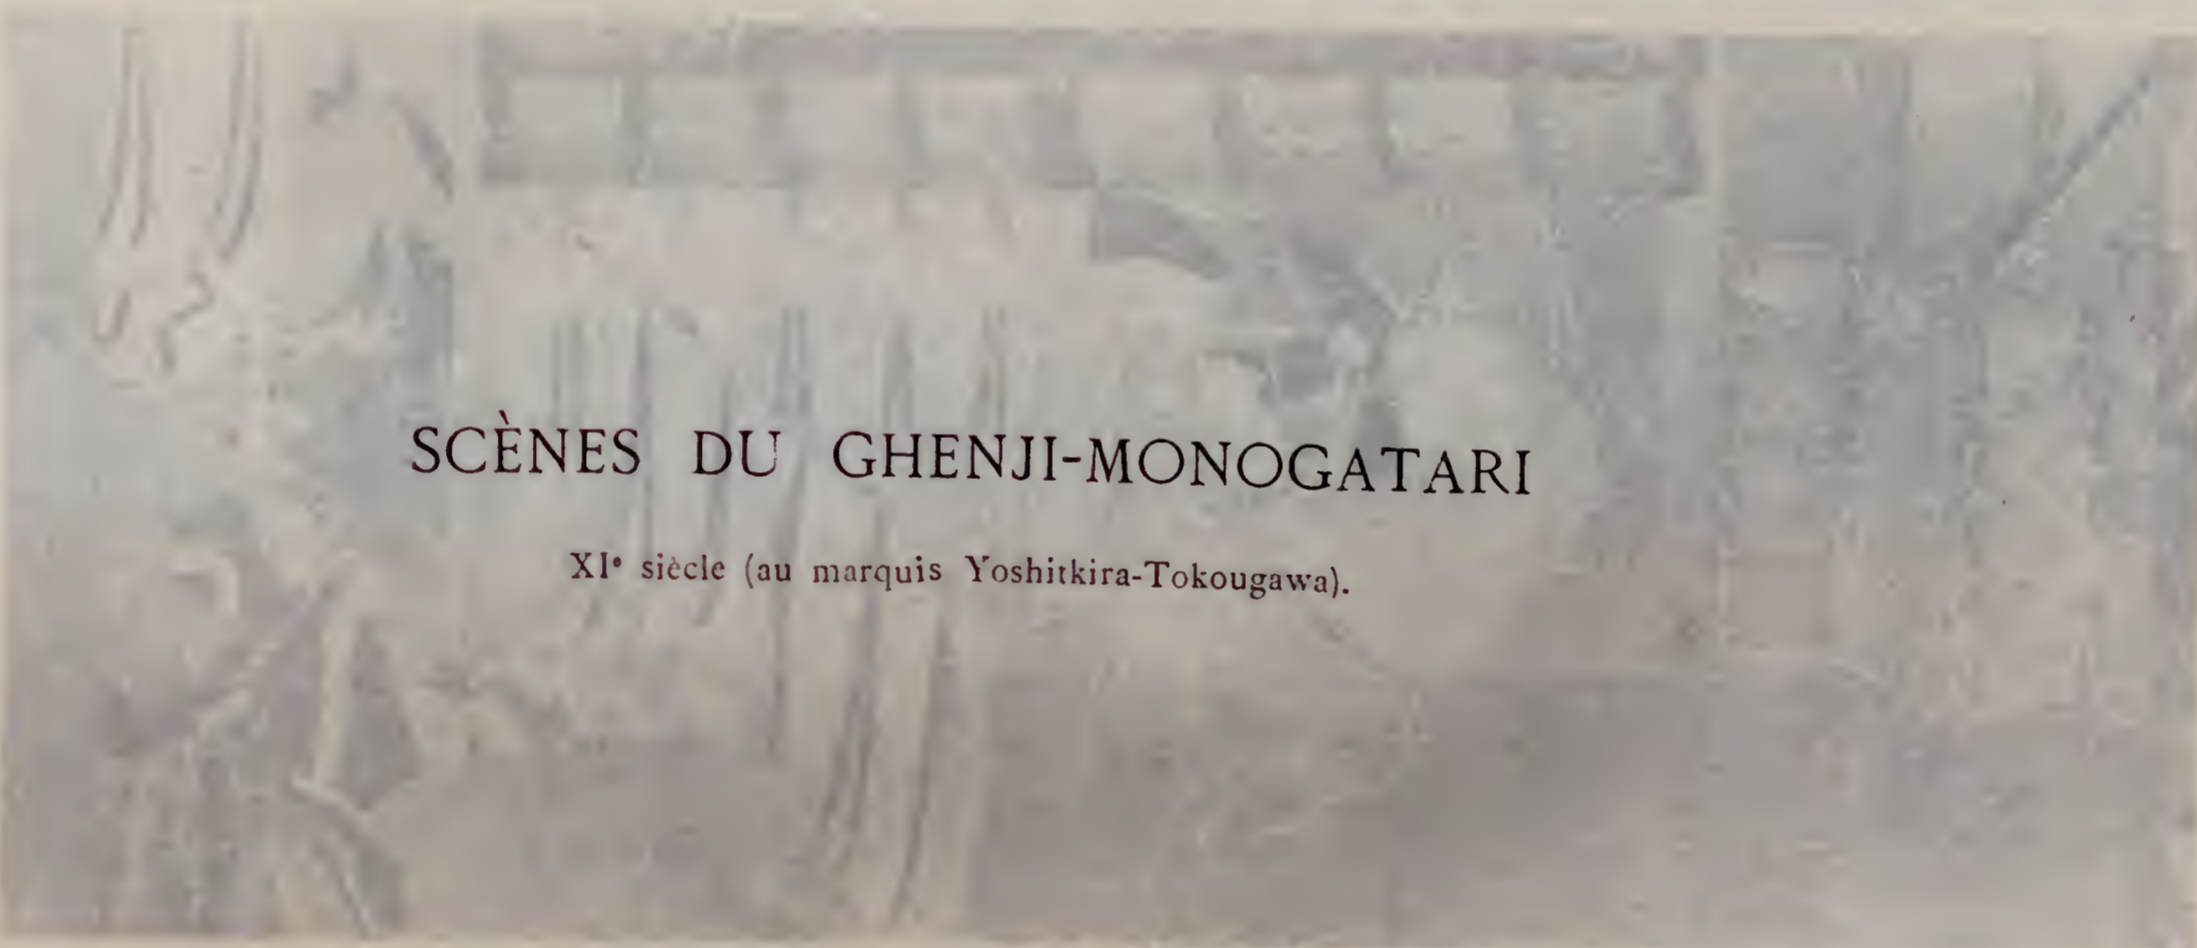 SCÈNES DU GHENJI-MONOGATARI
XIe siècle (au marquis Yoshitkira-Tokougawa).